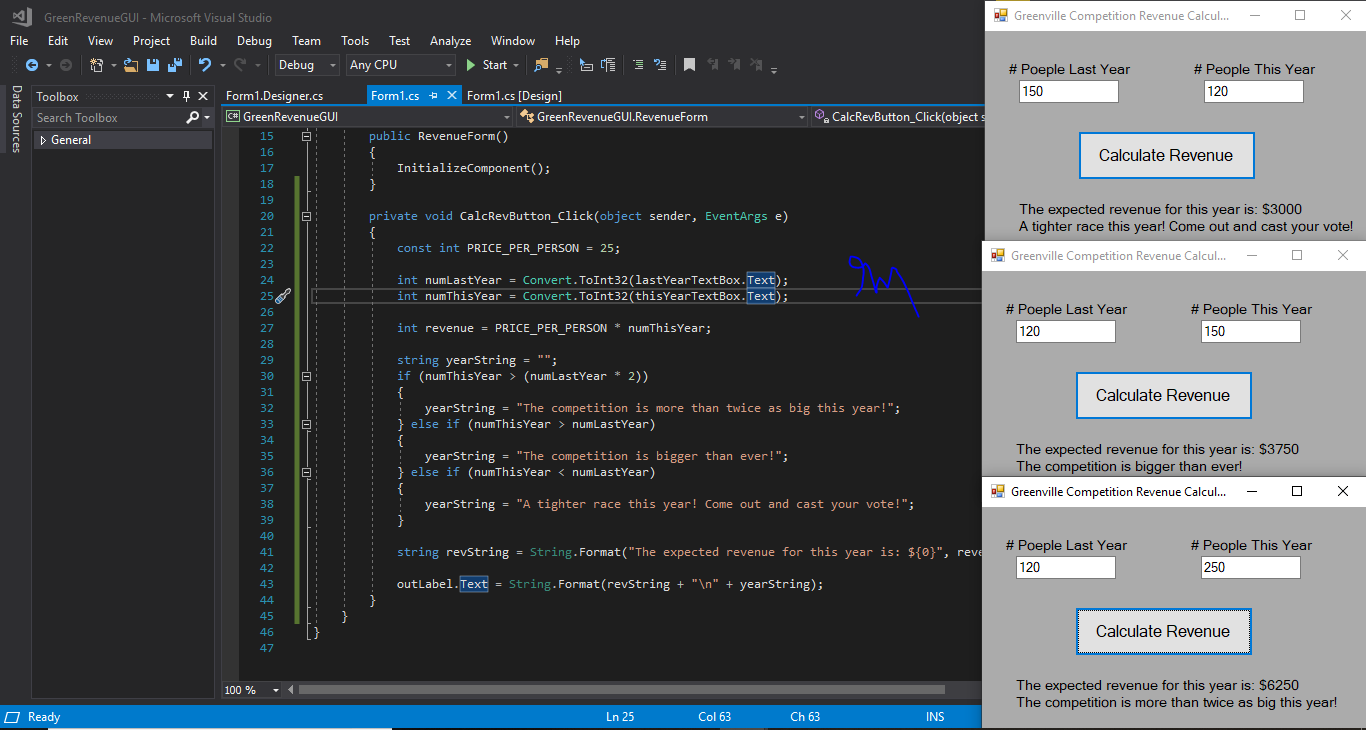 GreenRevenueGUI - Microsoft Visual Studio
File Edit View Project Build Debug Team Tools Test Analyze Window Help
Debug Any CPU Start
Data Sources
Toolbox
Search Toolbox
General
Form1.Designer.cs Form1.cs Form1.cs [Design]
C# GreenRevenueGUI GreenRevenueGUI.RevenueForm CalcRevButton_Click(object s
15 public RevenueForm()
16 {
17 InitializeComponent();
18 }
19
20 private void CalcRevButton_Click(object sender, EventArgs e)
21 {
22 const int PRICE_PER_PERSON = 25;
23
24 int numLastYear = Convert.ToInt32(lastYearTextBox.Text);
25 int numThisYear = Convert.ToInt32(thisYearTextBox.Text);
26
27 int revenue = PRICE_PER_PERSON * numThisYear;
28
29 string yearString = "";
30 if (numThisYear > (numLastYear * 2))
31 {
32 yearString = "The competition is more than twice as big this year!";
33 } else if (numThisYear > numLastYear)
34 {
35 yearString = "The competition is bigger than ever!";
36 } else if (numThisYear < numLastYear)
37 {
38 yearString = "A tighter race this year! Come out and cast your vote!";
39 }
40
41 string revString = String.Format("The expected revenue for this year is: ${0}", reve
42
43 outLabel.Text = String.Format(revString + "\n" + yearString);
44 }
45 }
46 }
47
100 %
Ready Ln 25 Col 63 Ch 63 INS
Greenville Competition Revenue Calcul...
# Poeple Last Year # People This Year
150 120
Calculate Revenue
The expected revenue for this year is: $3000
A tighter race this year! Come out and cast your vote!
Greenville Competition Revenue Calcul...
# Poeple Last Year # People This Year
120 150
Calculate Revenue
The expected revenue for this year is: $3750
The competition is bigger than ever!
Greenville Competition Revenue Calcul...
# Poeple Last Year # People This Year
120 250
Calculate Revenue
The expected revenue for this year is: $6250
The competition is more than twice as big this year!